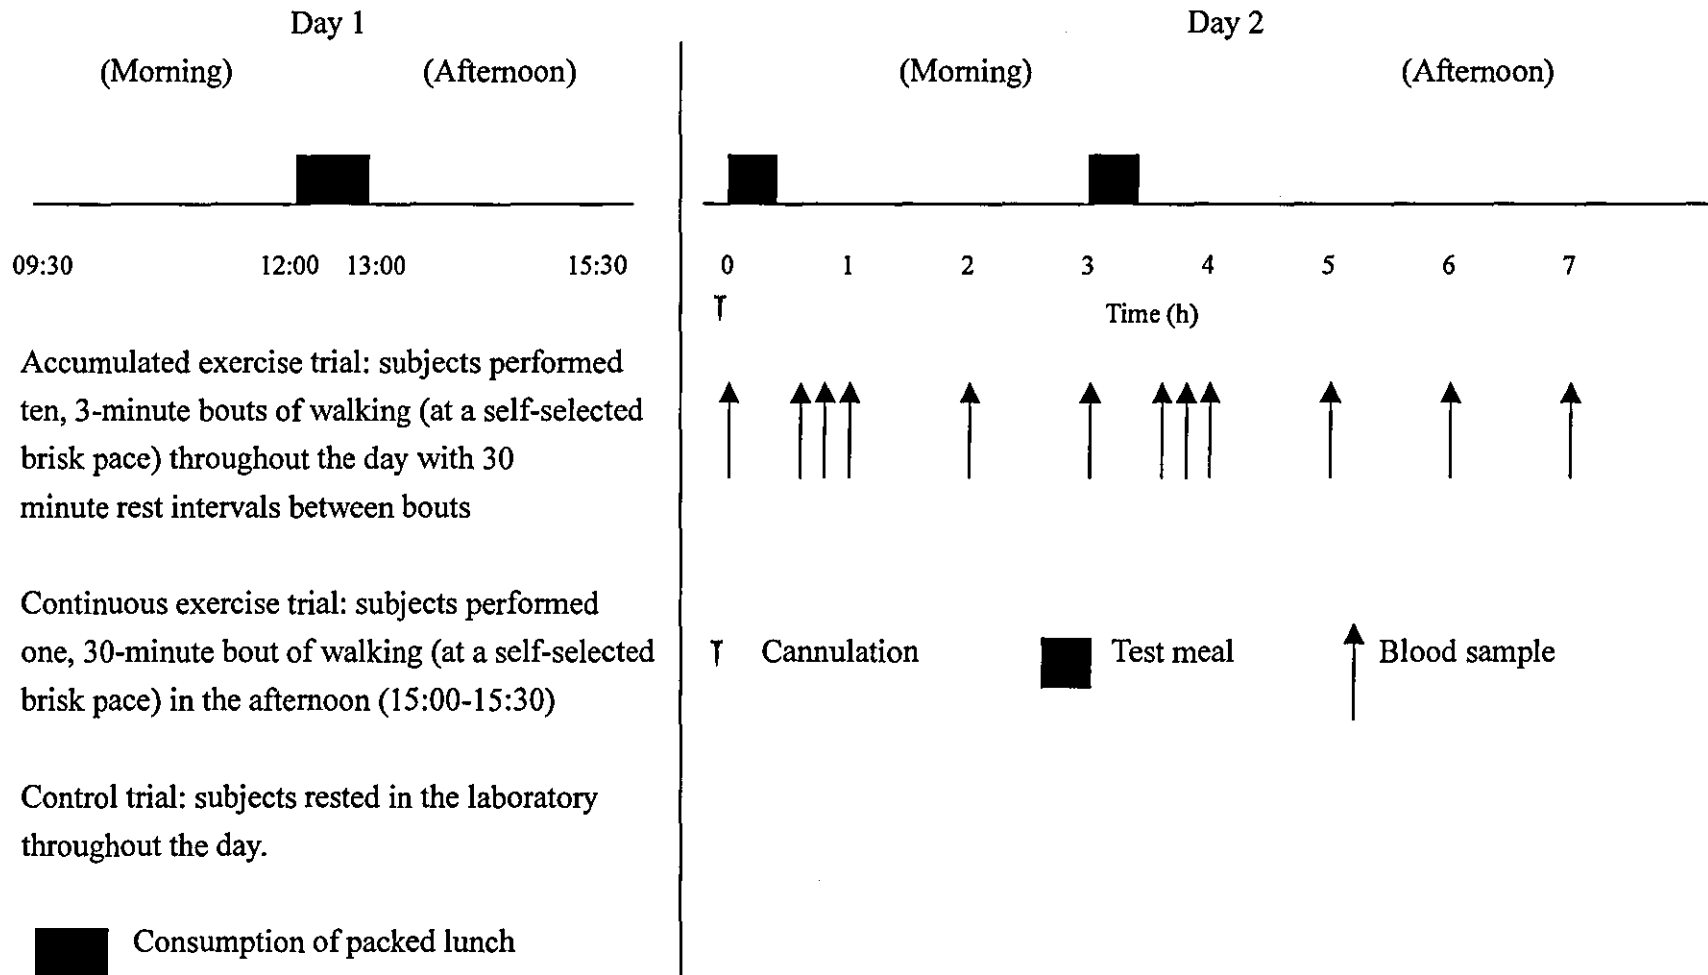 Day 1
(Morning) (Afternoon)
09:30 12:00 13:00 15:30
Accumulated exercise trial: subjects performed
ten, 3-minute bouts of walking (at a self-selected
brisk pace) throughout the day with 30
minute rest intervals between bouts
Continuous exercise trial: subjects performed
one, 30-minute bout of walking (at a self-selected
brisk pace) in the afternoon (15:00-15:30)
Control trial: subjects rested in the laboratory
throughout the day.
Consumption of packed lunch
Day 2
(Morning) (Afternoon)
0 1 2 3 4 5 6 7
Time (h)
Cannulation Test meal Blood sample